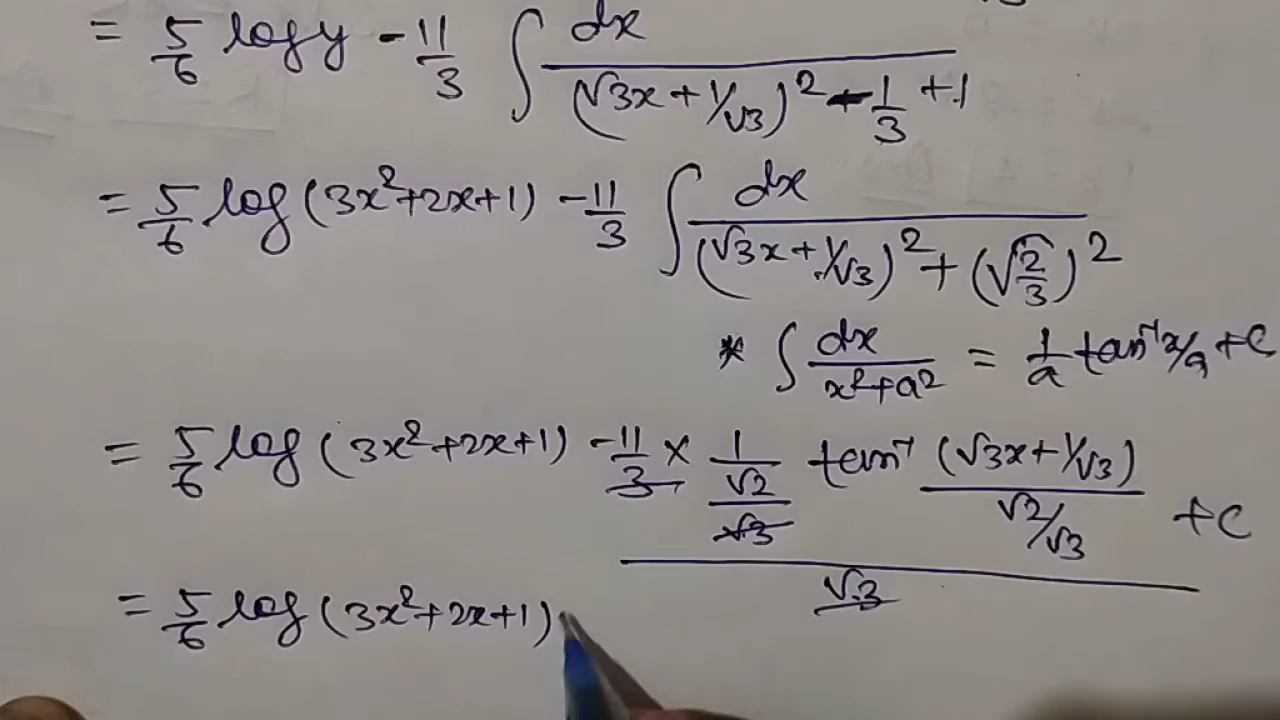 = 5/6 log y - 11/3 ∫ dx / (√3x + 1/√3)² - 1/3 + 1
= 5/6 log (3x²+2x+1) - 11/3 ∫ dx / (√3x + 1/√3)² + (√2/3)²
* ∫ dx / x²+a² = 1/a tan⁻¹ x/a + c
= 5/6 log (3x²+2x+1) - 11/3 × 1 / √2/√3 tan⁻¹ (√3x + 1/√3) / √2/√3 + c
√3
= 5/6 log (3x²+2x+1)